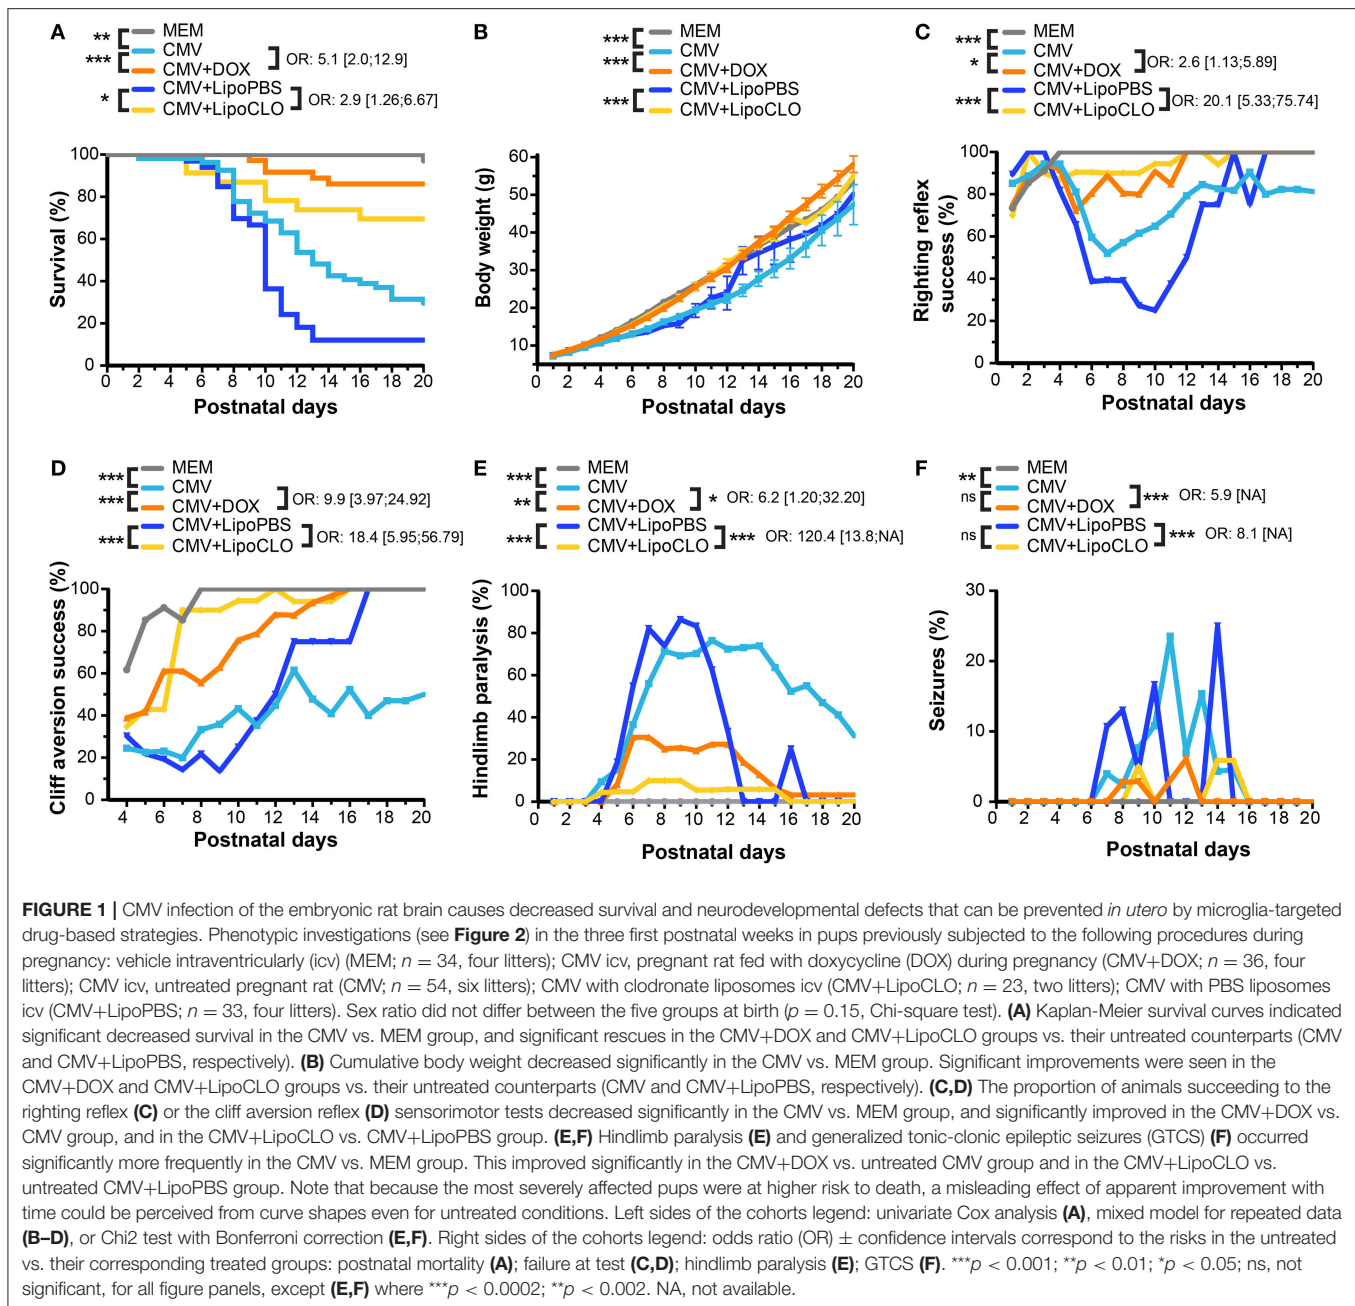 A
MEM
CMV
CMV+DOX
CMV+LipoPBS
CMV+LipoCLO
**
***
*
OR: 5.1 [2.0;12.9]
OR: 2.9 [1.26;6.67]
Survival (%)
100
80
60
40
20
0
0 2 4 6 8 10 12 14 16 18 20
Postnatal days
B
MEM
CMV
CMV+DOX
CMV+LipoPBS
CMV+LipoCLO
***
***
***
Body weight (g)
60
50
40
30
20
10
0 2 4 6 8 10 12 14 16 18 20
Postnatal days
C
MEM
CMV
CMV+DOX
CMV+LipoPBS
CMV+LipoCLO
***
*
***
OR: 2.6 [1.13;5.89]
OR: 20.1 [5.33;75.74]
Righting reflex
success (%)
100
80
60
40
20
0
0 2 4 6 8 10 12 14 16 18 20
Postnatal days
D
MEM
CMV
CMV+DOX
CMV+LipoPBS
CMV+LipoCLO
***
***
***
OR: 9.9 [3.97;24.92]
OR: 18.4 [5.95;56.79]
Cliff aversion success (%)
100
80
60
40
20
0
4 6 8 10 12 14 16 18 20
Postnatal days
E
MEM
CMV
CMV+DOX
CMV+LipoPBS
CMV+LipoCLO
***
**
***
* OR: 6.2 [1.20;32.20]
*** OR: 120.4 [13.8;NA]
Hindlimb paralysis (%)
100
80
60
40
20
0
0 2 4 6 8 10 12 14 16 18 20
Postnatal days
F
MEM
CMV
CMV+DOX
CMV+LipoPBS
CMV+LipoCLO
**
ns
ns
*** OR: 5.9 [NA]
*** OR: 8.1 [NA]
Seizures (%)
30
20
10
0
0 2 4 6 8 10 12 14 16 18 20
Postnatal days
FIGURE 1 | CMV infection of the embryonic rat brain causes decreased survival and neurodevelopmental defects that can be prevented in utero by microglia-targeted
drug-based strategies. Phenotypic investigations (see Figure 2) in the three first postnatal weeks in pups previously subjected to the following procedures during
pregnancy: vehicle intraventricularly (icv) (MEM; n = 34, four litters); CMV icv, pregnant rat fed with doxycycline (DOX) during pregnancy (CMV+DOX; n = 36, four
litters); CMV icv, untreated pregnant rat (CMV; n = 54, six litters); CMV with clodronate liposomes icv (CMV+LipoCLO; n = 23, two litters); CMV with PBS liposomes
icv (CMV+LipoPBS; n = 33, four litters). Sex ratio did not differ between the five groups at birth (p = 0.15, Chi-square test). (A) Kaplan-Meier survival curves indicated
significant decreased survival in the CMV vs. MEM group, and significant rescues in the CMV+DOX and CMV+LipoCLO groups vs. their untreated counterparts (CMV
and CMV+LipoPBS, respectively). (B) Cumulative body weight decreased significantly in the CMV vs. MEM group. Significant improvements were seen in the
CMV+DOX and CMV+LipoCLO groups vs. their untreated counterparts (CMV and CMV+LipoPBS, respectively). (C,D) The proportion of animals succeeding to the
righting reflex (C) or the cliff aversion reflex (D) sensorimotor tests decreased significantly in the CMV vs. MEM group, and significantly improved in the CMV+DOX vs.
CMV group, and in the CMV+LipoCLO vs. CMV+LipoPBS group. (E,F) Hindlimb paralysis (E) and generalized tonic-clonic epileptic seizures (GTCS) (F) occurred
significantly more frequently in the CMV vs. MEM group. This improved significantly in the CMV+DOX vs. untreated CMV group and in the CMV+LipoCLO vs.
untreated CMV+LipoPBS group. Note that because the most severely affected pups were at higher risk to death, a misleading effect of apparent improvement with
time could be perceived from curve shapes even for untreated conditions. Left sides of the cohorts legend: univariate Cox analysis (A), mixed model for repeated data
(B–D), or Chi2 test with Bonferroni correction (E,F). Right sides of the cohorts legend: odds ratio (OR) ± confidence intervals correspond to the risks in the untreated
vs. their corresponding treated groups: postnatal mortality (A); failure at test (C,D); hindlimb paralysis (E); GTCS (F). ***p < 0.001; **p < 0.01; *p < 0.05; ns, not
significant, for all figure panels, except (E,F) where ***p < 0.0002; **p < 0.002. NA, not available.